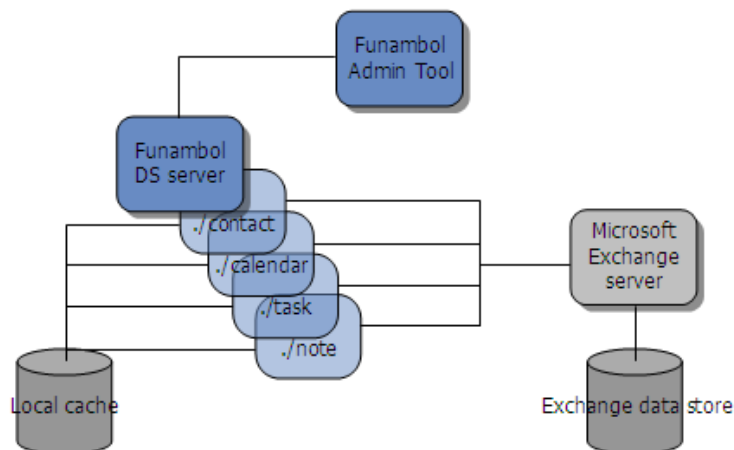 Funambol
Admin Tool
Funambol
DS server
./contact
./calendar
./task
./note
Microsoft
Exchange
server
Local cache
Exchange data store